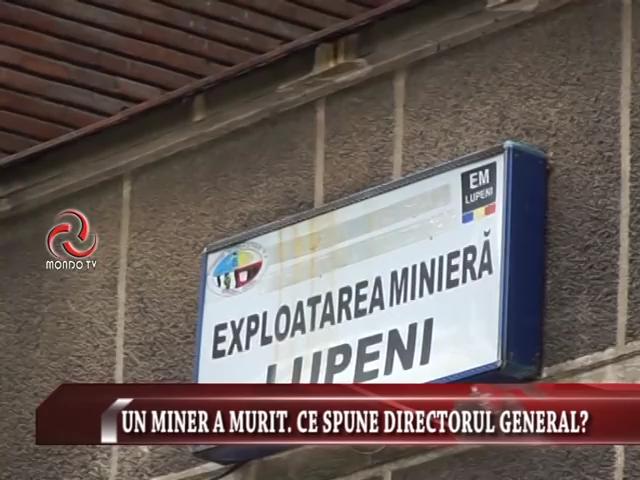 EM
LUPENI
EXPLOATAREA MINIERĂ
LUPENI
MONDO TV
UN MINER A MURIT. CE SPUNE DIRECTORUL GENERAL?